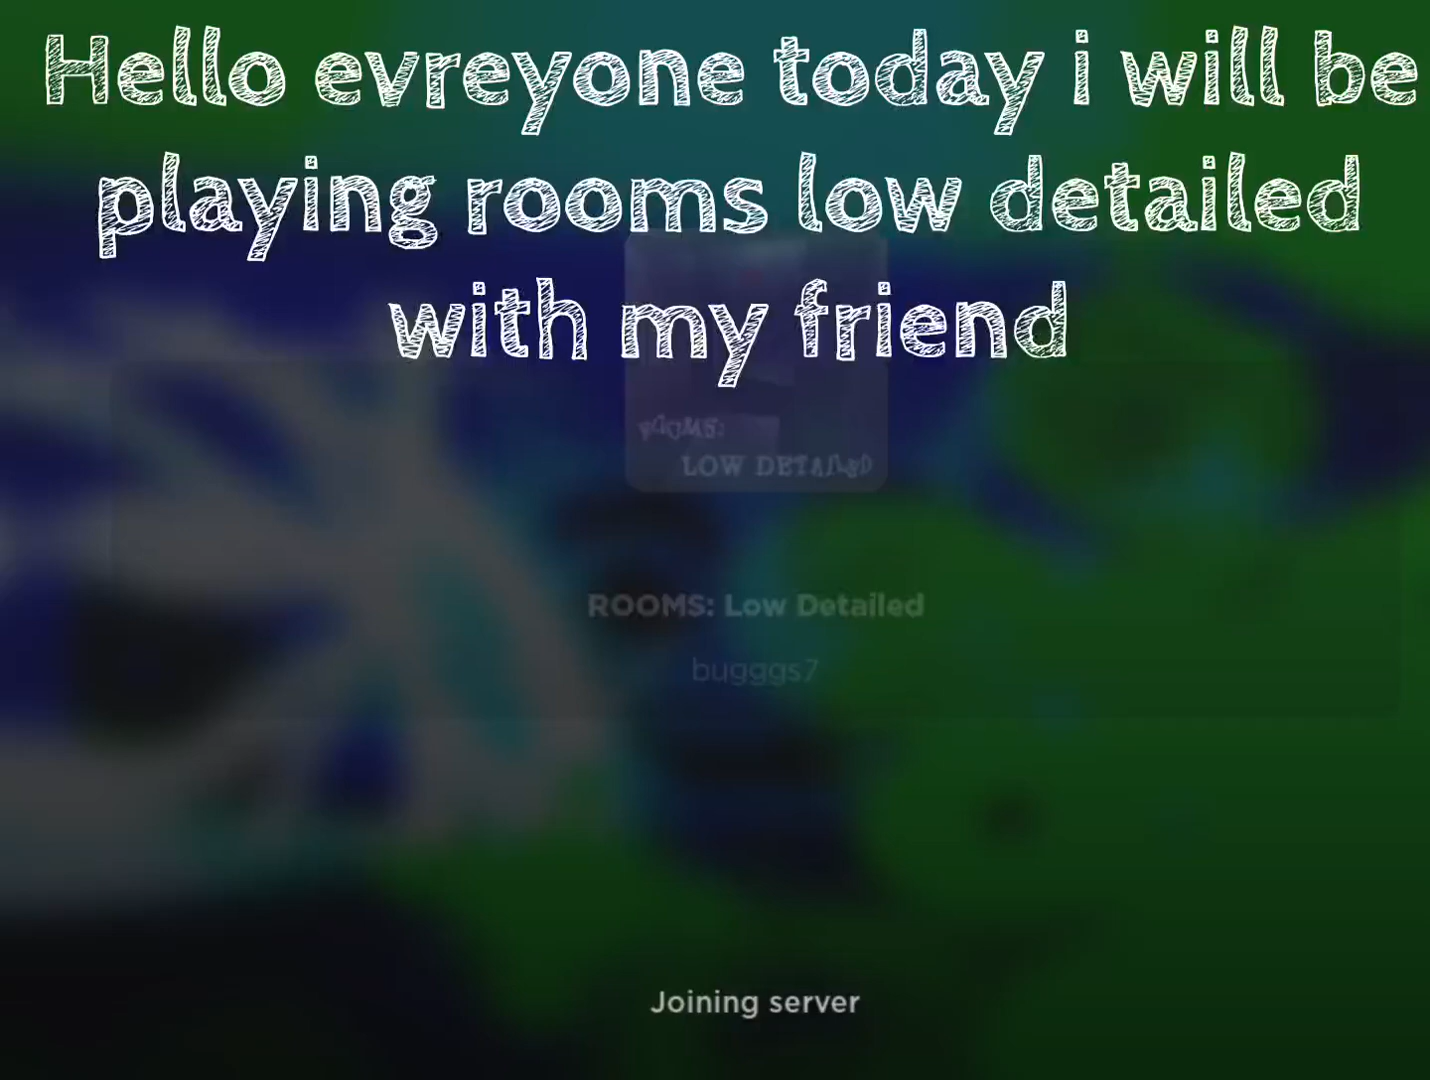 Hello evreyone today i will be
playing rooms low detailed
with my friend
ROOMS:
LOW DETAILED
ROOMS: Low Detailed
bugggs7
Joining server